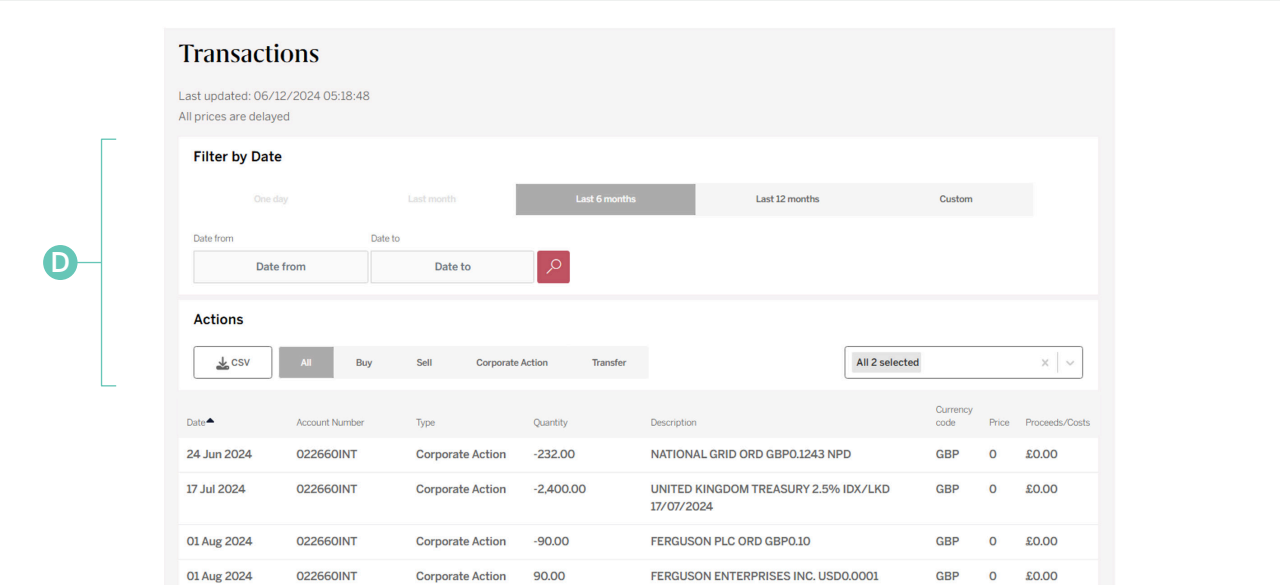 Transactions
Last updated: 06/12/2024 05:18:48
All prices are delayed
Filter by Date
One day Last month Last 6 months Last 12 months Custom
Date from Date to
D
Date from Date to
Actions
CSV All Buy Sell Corporate Action Transfer All 2 selected
Date Account Number Type Quantity Description Currency code Price Proceeds/Costs
24 Jun 2024 022660INT Corporate Action -232.00 NATIONAL GRID ORD GBP0.1243 NPD GBP 0 £0.00
17 Jul 2024 022660INT Corporate Action -2,400.00 UNITED KINGDOM TREASURY 2.5% IDX/LKD GBP 0 £0.00
17/07/2024
01 Aug 2024 022660INT Corporate Action -90.00 FERGUSON PLC ORD GBP0.10 GBP 0 £0.00
01 Aug 2024 022660INT Corporate Action 90.00 FERGUSON ENTERPRISES INC. USD0.0001 GBP 0 £0.00